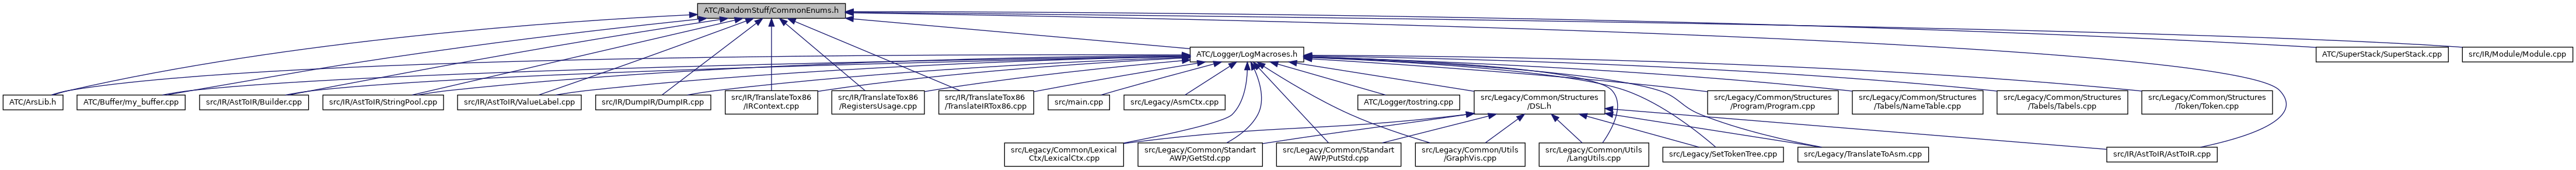 ATC/RandomStuff/CommonEnums.h
ATC/Logger/LogMacroses.h
ATC/SuperStack/SuperStack.cpp
src/IR/Module/Module.cpp
ATC/ArsLib.h
ATC/Buffer/my_buffer.cpp
src/IR/AstToIR/Builder.cpp
src/IR/AstToIR/StringPool.cpp
src/IR/AstToIR/ValueLabel.cpp
src/IR/DumpIR/DumpIR.cpp
src/IR/TranslateTox86
/IRContext.cpp
src/IR/TranslateTox86
/RegistersUsage.cpp
src/IR/TranslateTox86
/TranslateIRTox86.cpp
src/main.cpp
src/Legacy/AsmCtx.cpp
ATC/Logger/tostring.cpp
src/Legacy/Common/Structures
/DSL.h
src/Legacy/Common/Structures
/Program/Program.cpp
src/Legacy/Common/Structures
/Tabels/NameTable.cpp
src/Legacy/Common/Structures
/Tabels/Tabels.cpp
src/Legacy/Common/Structures
/Token/Token.cpp
src/Legacy/Common/Lexical
Ctx/LexicalCtx.cpp
src/Legacy/Common/Standart
AWP/GetStd.cpp
src/Legacy/Common/Standart
AWP/PutStd.cpp
src/Legacy/Common/Utils
/GraphVis.cpp
src/Legacy/Common/Utils
/LangUtils.cpp
src/Legacy/SetTokenTree.cpp
src/Legacy/TranslateToAsm.cpp
src/IR/AstToIR/AstToIR.cpp